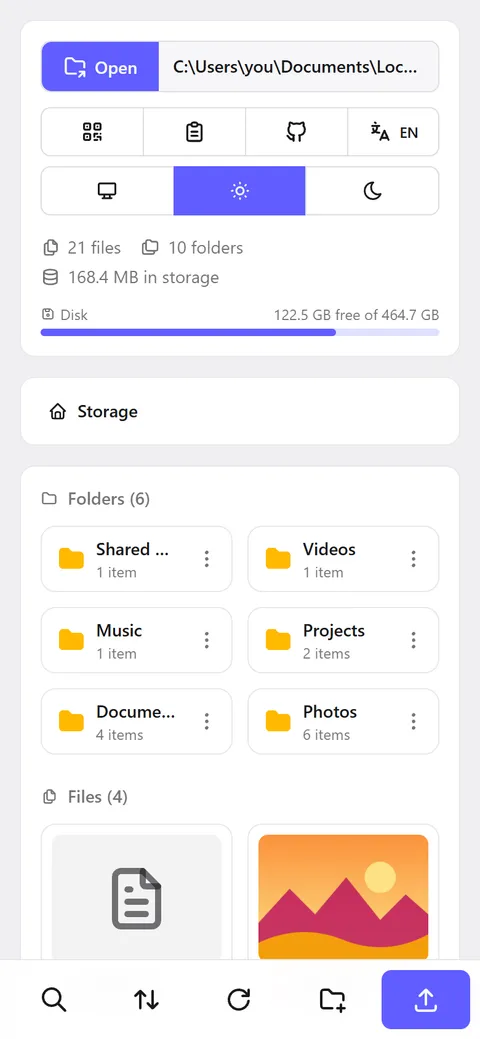 Open
C:\Users\you\Documents\Loc...
EN
21 files
10 folders
168.4 MB in storage
Disk
122.5 GB free of 464.7 GB
Storage
Folders (6)
Shared ...
1 item
Videos
1 item
Music
1 item
Projects
2 items
Docume...
4 items
Photos
6 items
Files (4)